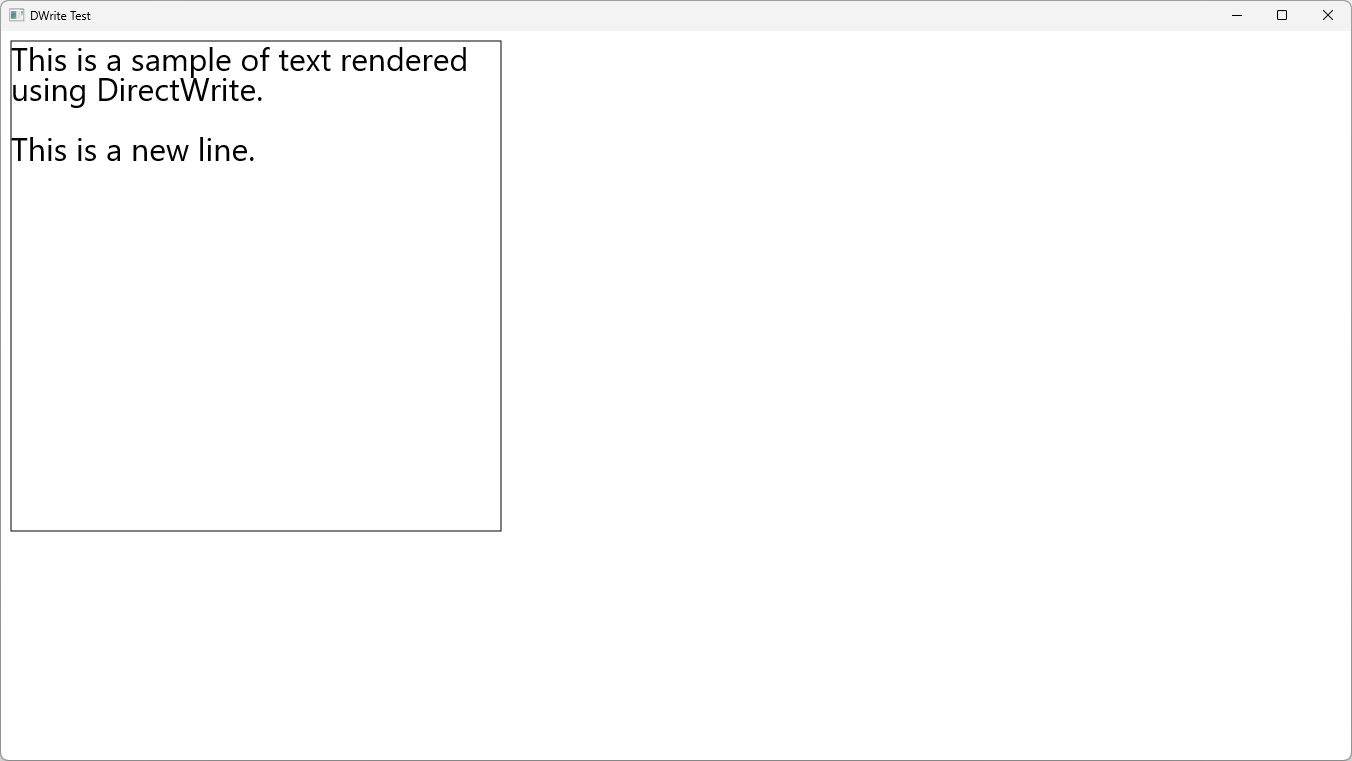 DWrite Test
This is a sample of text rendered
using DirectWrite.
This is a new line.